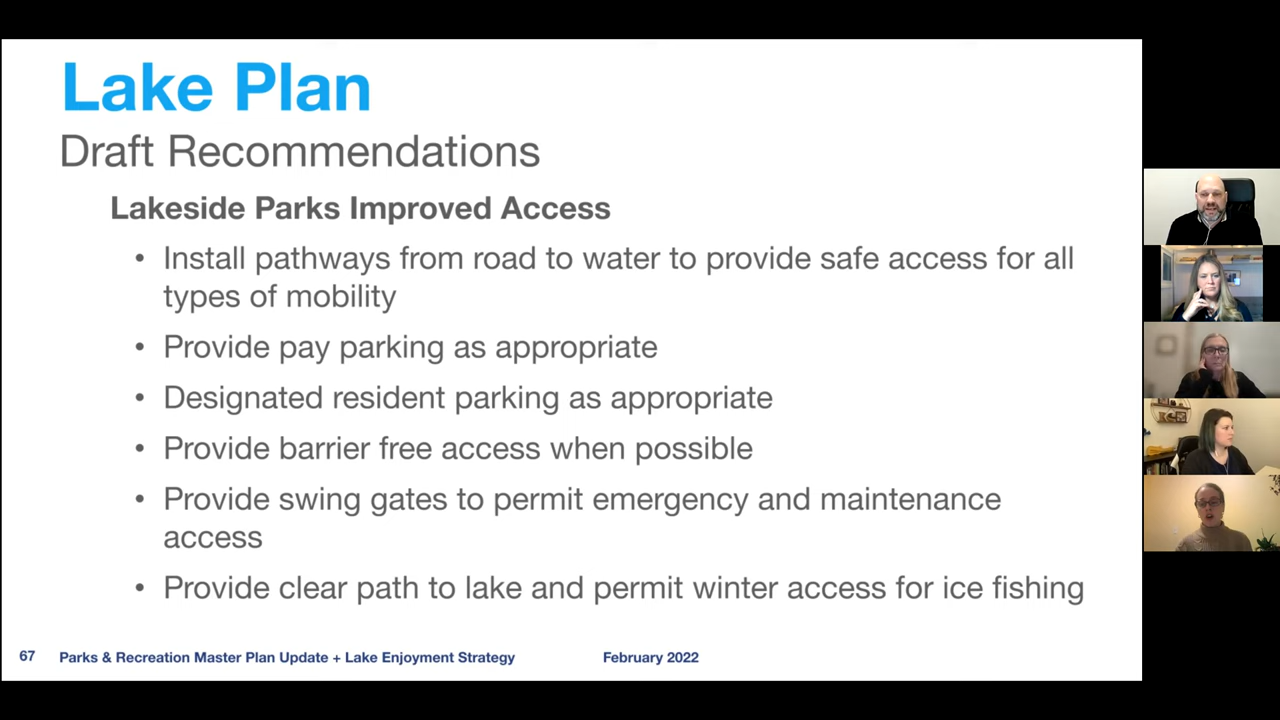 Lake Plan
Draft Recommendations
Lakeside Parks Improved Access
• Install pathways from road to water to provide safe access for all
types of mobility
• Provide pay parking as appropriate
• Designated resident parking as appropriate
• Provide barrier free access when possible
• Provide swing gates to permit emergency and maintenance
access
• Provide clear path to lake and permit winter access for ice fishing
67 Parks & Recreation Master Plan Update + Lake Enjoyment Strategy February 2022